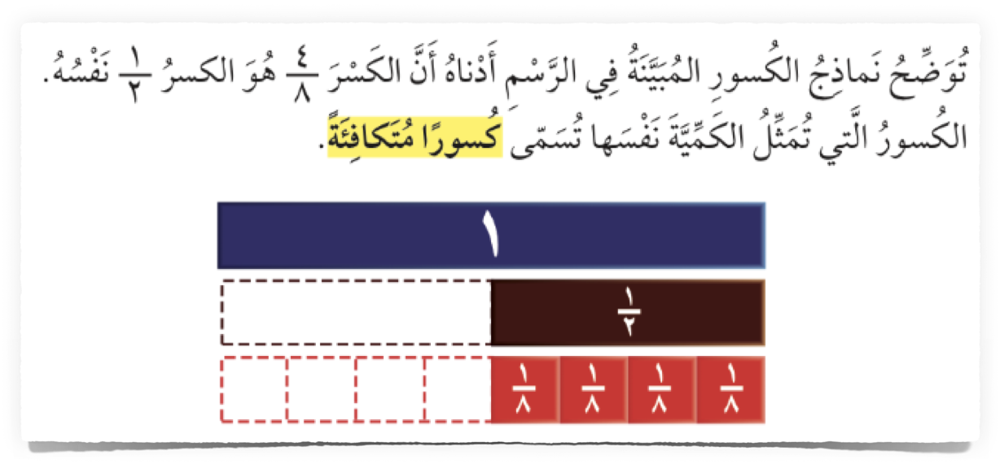 تُوَضِّحُ نَماذِجُ الكُسورِ المُبَيَّنَةُ فِي الرَّسْمِ أَدْناهُ أَنَّ الكَسْرَ ٤/٨ هُوَ الكسرُ ١/٢ نَفْسُهُ.
الكُسورُ الَّتي تُمَثِّلُ الكَمِّيَّةَ نَفْسَها تُسَمّى كُسورًا مُتَكافِئَةً.
١
١/٢
١/٨ ١/٨ ١/٨ ١/٨